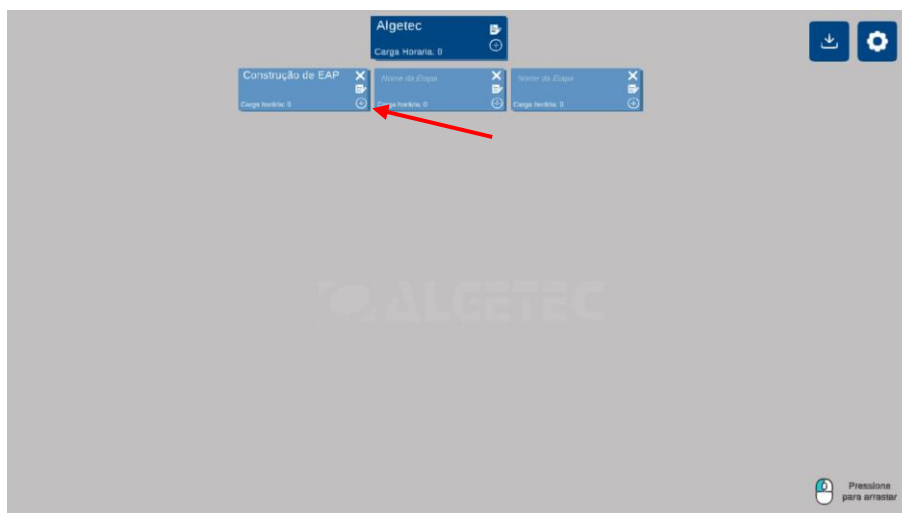 Algetec
Carga Horaria: 0
Construção de EAP
Carga horária: 0
Nome da Etapa
Carga horária: 0
Nome da Etapa
Carga horária: 0
ALGETEC
Pressione
para arrastar